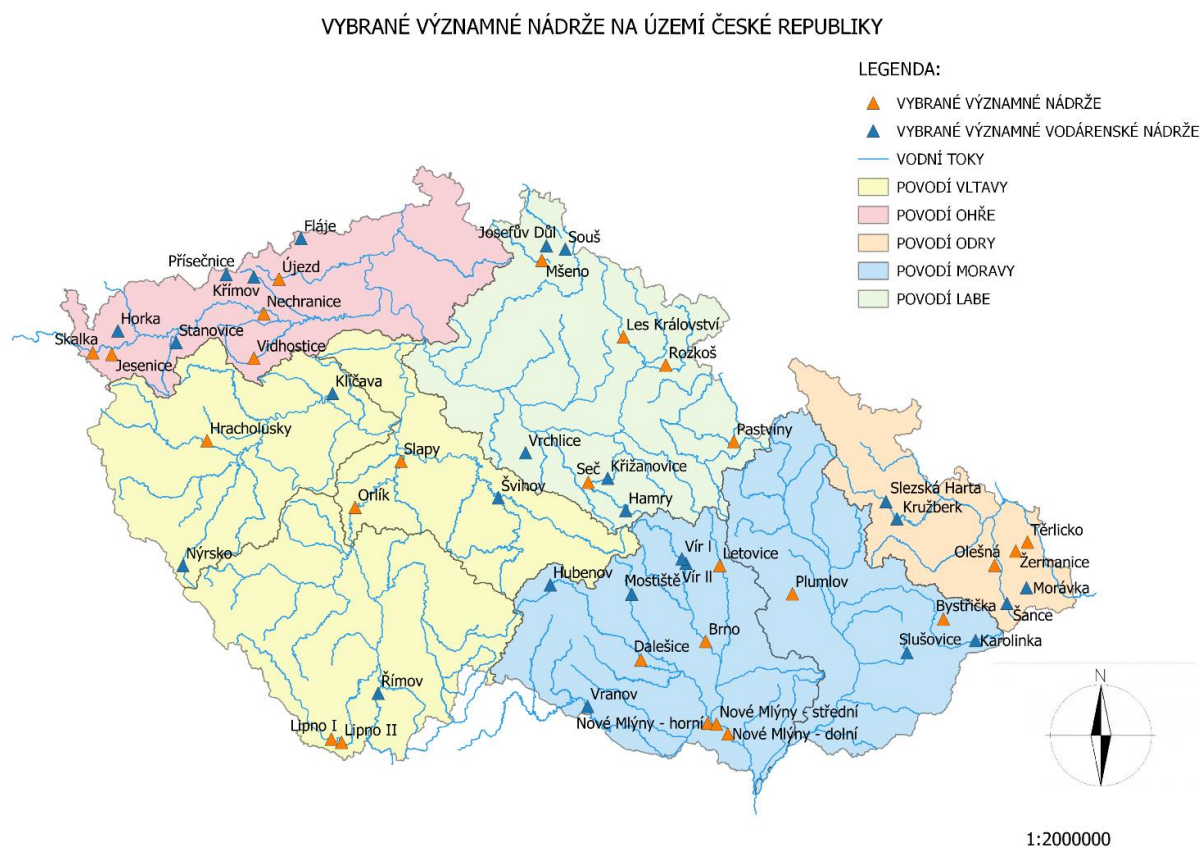 VYBRANÉ VÝZNAMNÉ NÁDRŽE NA ÚZEMÍ ČESKÉ REPUBLIKY
LEGENDA:
VYBRANÉ VÝZNAMNÉ NÁDRŽE
VYBRANÉ VÝZNAMNÉ VODÁRENSKÉ NÁDRŽE
VODNÍ TOKY
POVODÍ VLTAVY
POVODÍ OHŘE
POVODÍ ODRY
POVODÍ MORAVY
POVODÍ LABE
Fláje
Josefův Důl
Souš
Přísečnice
Újezd
Mšeno
Křímov
Nechranice
Horka
Stanovice
Les Království
Skalka
Jesenice
Vidhostice
Rozkoš
Klíčava
Hracholusky
Pastviny
Slapy
Vrchlice
Seč
Křižanovice
Švihov
Orlík
Hamry
Slezská Harta
Kružberk
Těrlicko
Olešná
Žermanice
Nýrsko
Vír I
Letovice
Vír II
Hubenov
Mostiště
Plumlov
Morávka
Šance
Bystřička
Brno
Slušovice
Karolinka
Dalešice
Římov
Vranov
Nové Mlýny - střední
Nové Mlýny - horní
Nové Mlýny - dolní
Lipno I
Lipno II
N
1:2000000